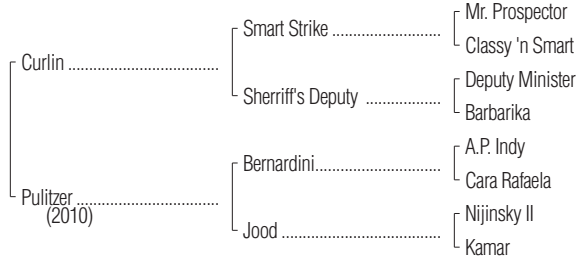 Mr. Prospector
Smart Strike ........................
Classy 'n Smart
Curlin ..................................
Deputy Minister
Sherriff's Deputy .................
Barbarika
A.P. Indy
Bernardini............................
Cara Rafaela
Pulitzer ................................
(2010)
Nijinsky II
Jood ....................................
Kamar